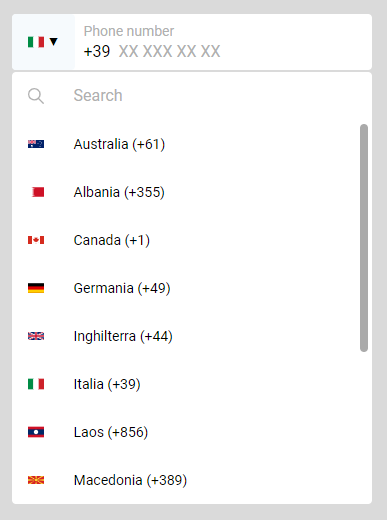 Phone number
+39 XX XXX XX XX
Search
Australia (+61)
Albania (+355)
Canada (+1)
Germania (+49)
Inghilterra (+44)
Italia (+39)
Laos (+856)
Macedonia (+389)